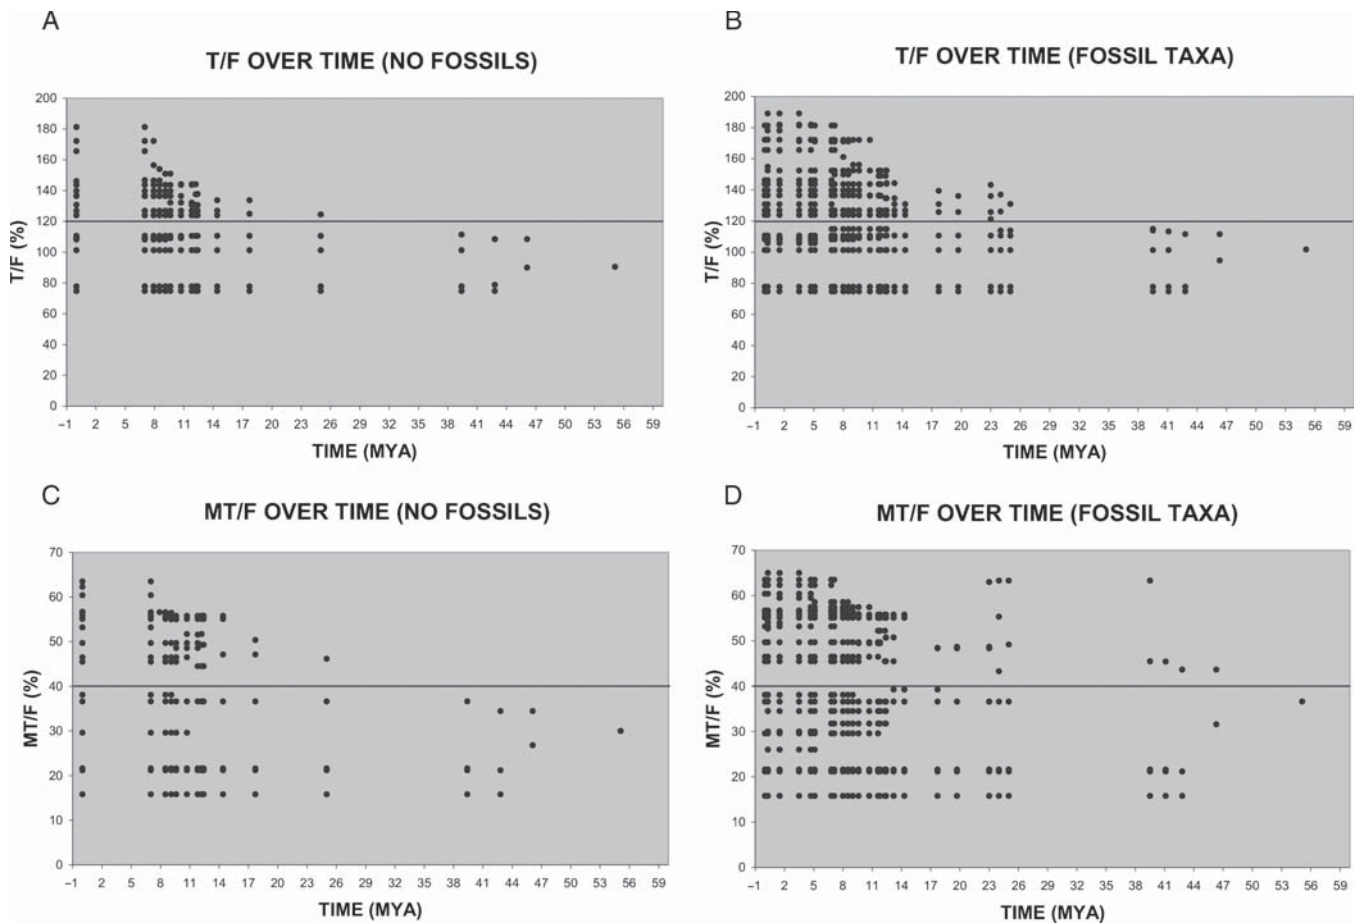 A
T/F OVER TIME (NO FOSSILS)
T/F (%)
200
180
160
140
120
100
80
60
40
20
0
−1 2 5 8 11 14 17 20 23 26 29 32 35 38 41 44 47 50 53 56 59
TIME (MYA)
B
T/F OVER TIME (FOSSIL TAXA)
T/F (%)
200
180
160
140
120
100
80
60
40
20
0
−1 2 5 8 11 14 17 20 23 26 29 32 35 38 41 44 47 50 53 56 59
TIME (MYA)
C
MT/F OVER TIME (NO FOSSILS)
MT/F (%)
70
60
50
40
30
20
10
0
−1 2 5 8 11 14 17 20 23 26 29 32 35 38 41 44 47 50 53 56 59
TIME (MYA)
D
MT/F OVER TIME (FOSSIL TAXA)
MT/F (%)
70
60
50
40
30
20
10
0
−1 2 5 8 11 14 17 20 23 26 29 32 35 38 41 44 47 50 53 56 59
TIME (MYA)